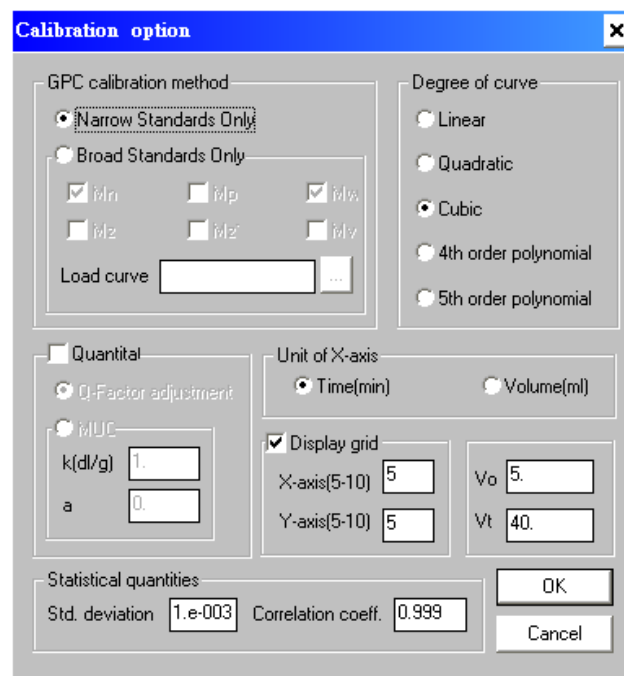 Calibration option
GPC calibration method
Narrow Standards Only
Broad Standards Only
Mn Mp Mw
Mz Mz' Mv
Load curve ...
Degree of curve
Linear
Quadratic
Cubic
4th order polynomial
5th order polynomial
Quantital
Q-Factor adjustment
MUC
k(dl/g) 1.
a 0.
Unit of X-axis
Time(min) Volume(ml)
Display grid
X-axis(5-10) 5
Y-axis(5-10) 5
Vo 5.
Vt 40.
Statistical quantities
Std. deviation 1.e-003 Correlation coeff. 0.999
OK
Cancel